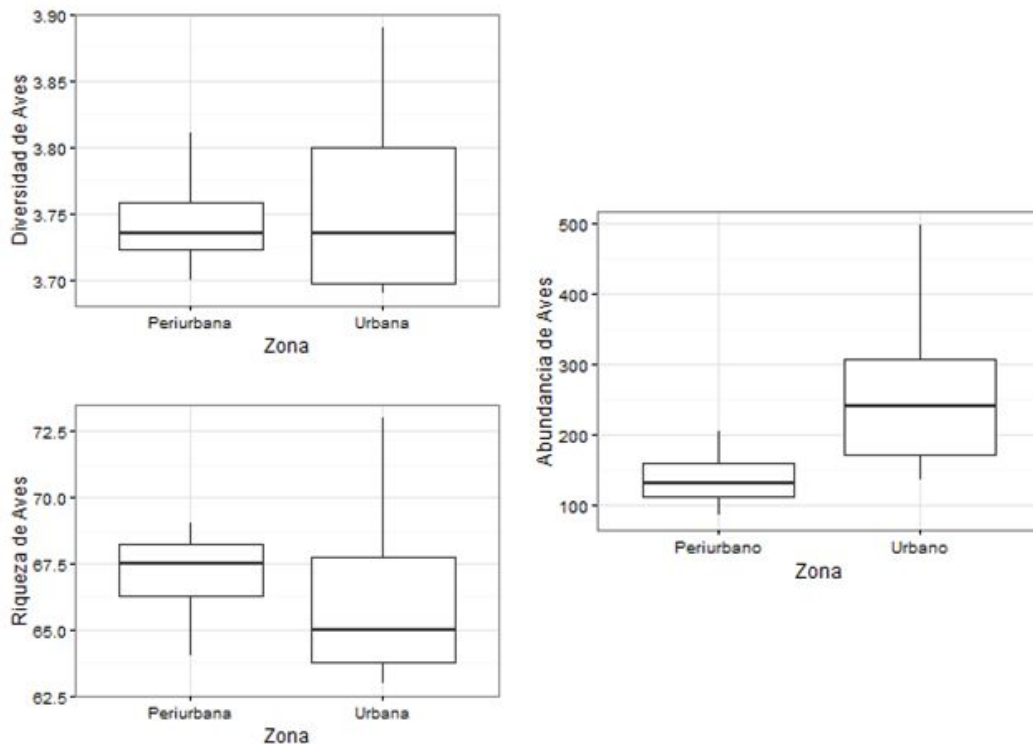 Diversidad de Aves
3.90
3.85
3.80
3.75
3.70
Periurbana Urbana
Zona
Riqueza de Aves
72.5
70.0
67.5
65.0
62.5
Periurbana Urbana
Zona
Abundancia de Aves
500
400
300
200
100
Periurbano Urbano
Zona